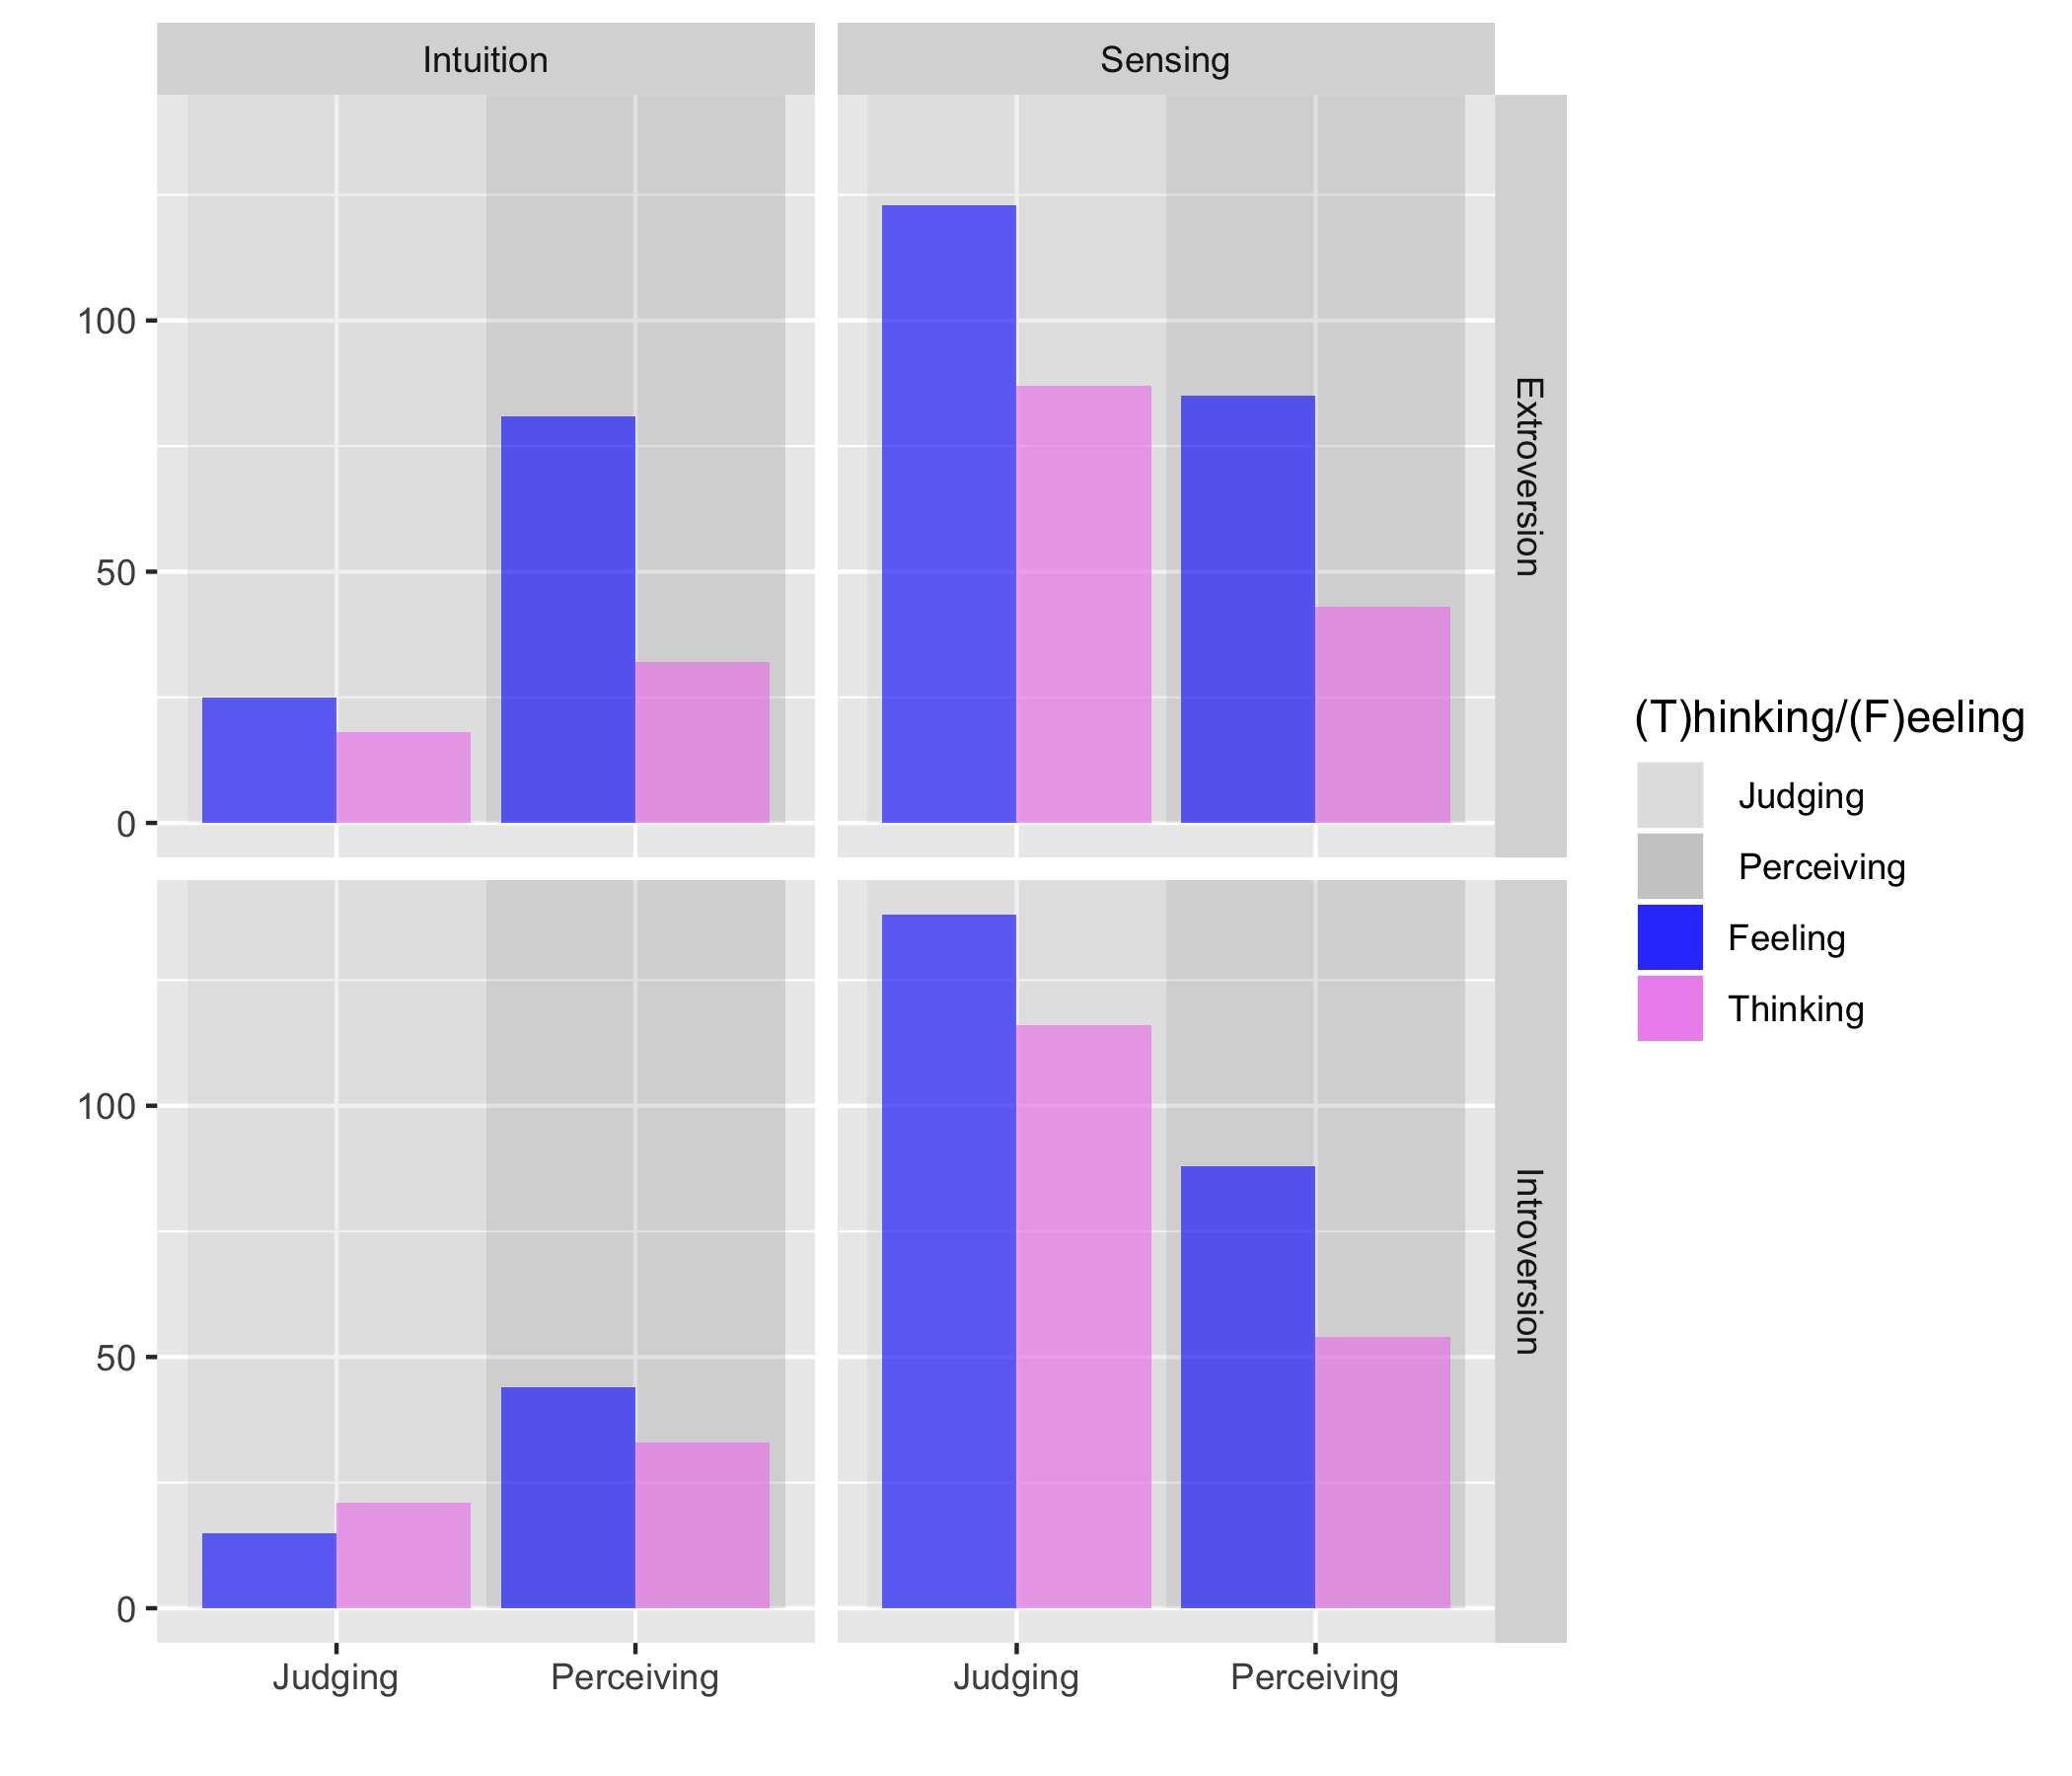 Intuition
Sensing
100
50
0
Extroversion
100
50
0
Introversion
Judging
Perceiving
Judging
Perceiving
(T)hinking/(F)eeling
Judging
Perceiving
Feeling
Thinking